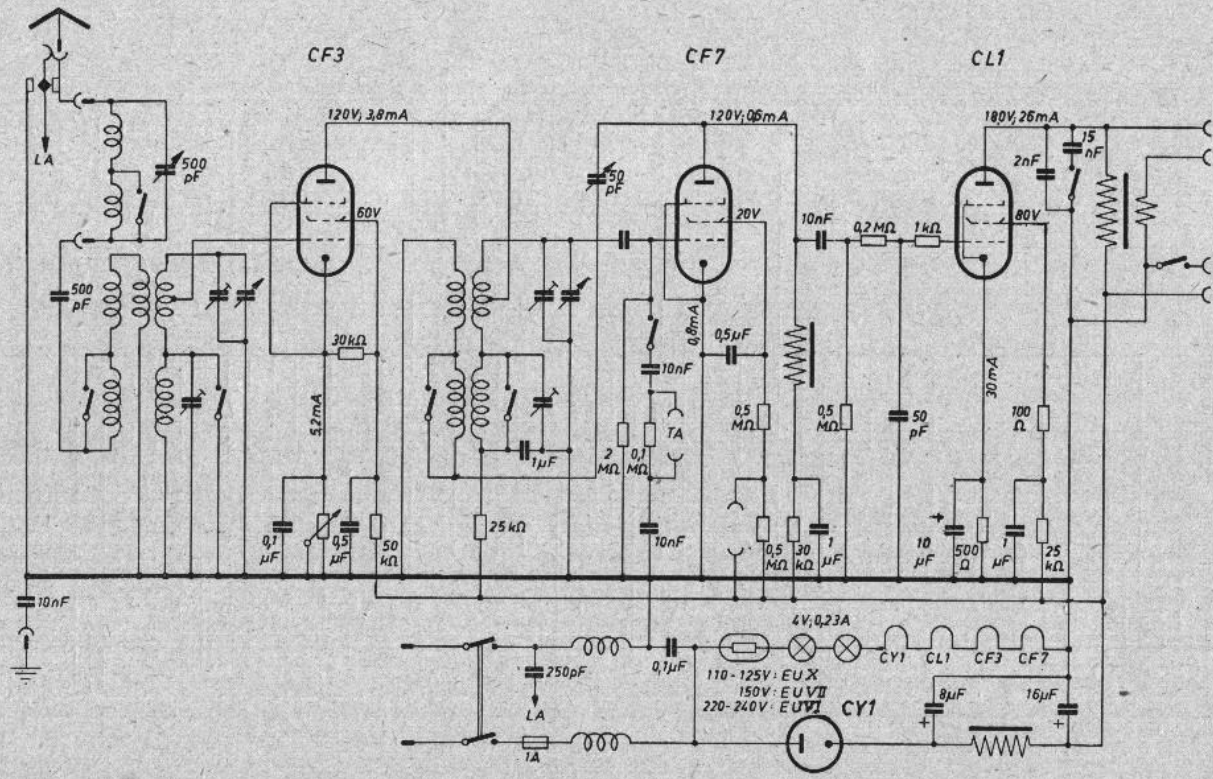 CF3
CF7
CL1
120V; 3,8mA
120V; 0,6mA
180V; 26mA
LA
500
pF
60V
50
pF
20V
10nF
0,2MΩ
1kΩ
2nF
15
nF
80V
500
pF
30kΩ
5,2mA
0,8mA
0,5μF
10nF
30mA
TA
1μF
2
MΩ
0,1
MΩ
0,5
MΩ
0,5
MΩ
50
pF
100
Ω
0,1
μF
0,5
μF
50
kΩ
25kΩ
10nF
0,5
MΩ
30
kΩ
1
μF
+
10
μF
500
Ω
1
μF
25
kΩ
10nF
4V; 0,23A
250pF
0,1μF
CY1
CL1
CF3
CF7
110-125V: EU X
150V: EU VII
220-240V: EU VI
CY1
8μF
16μF
+
+
LA
1A